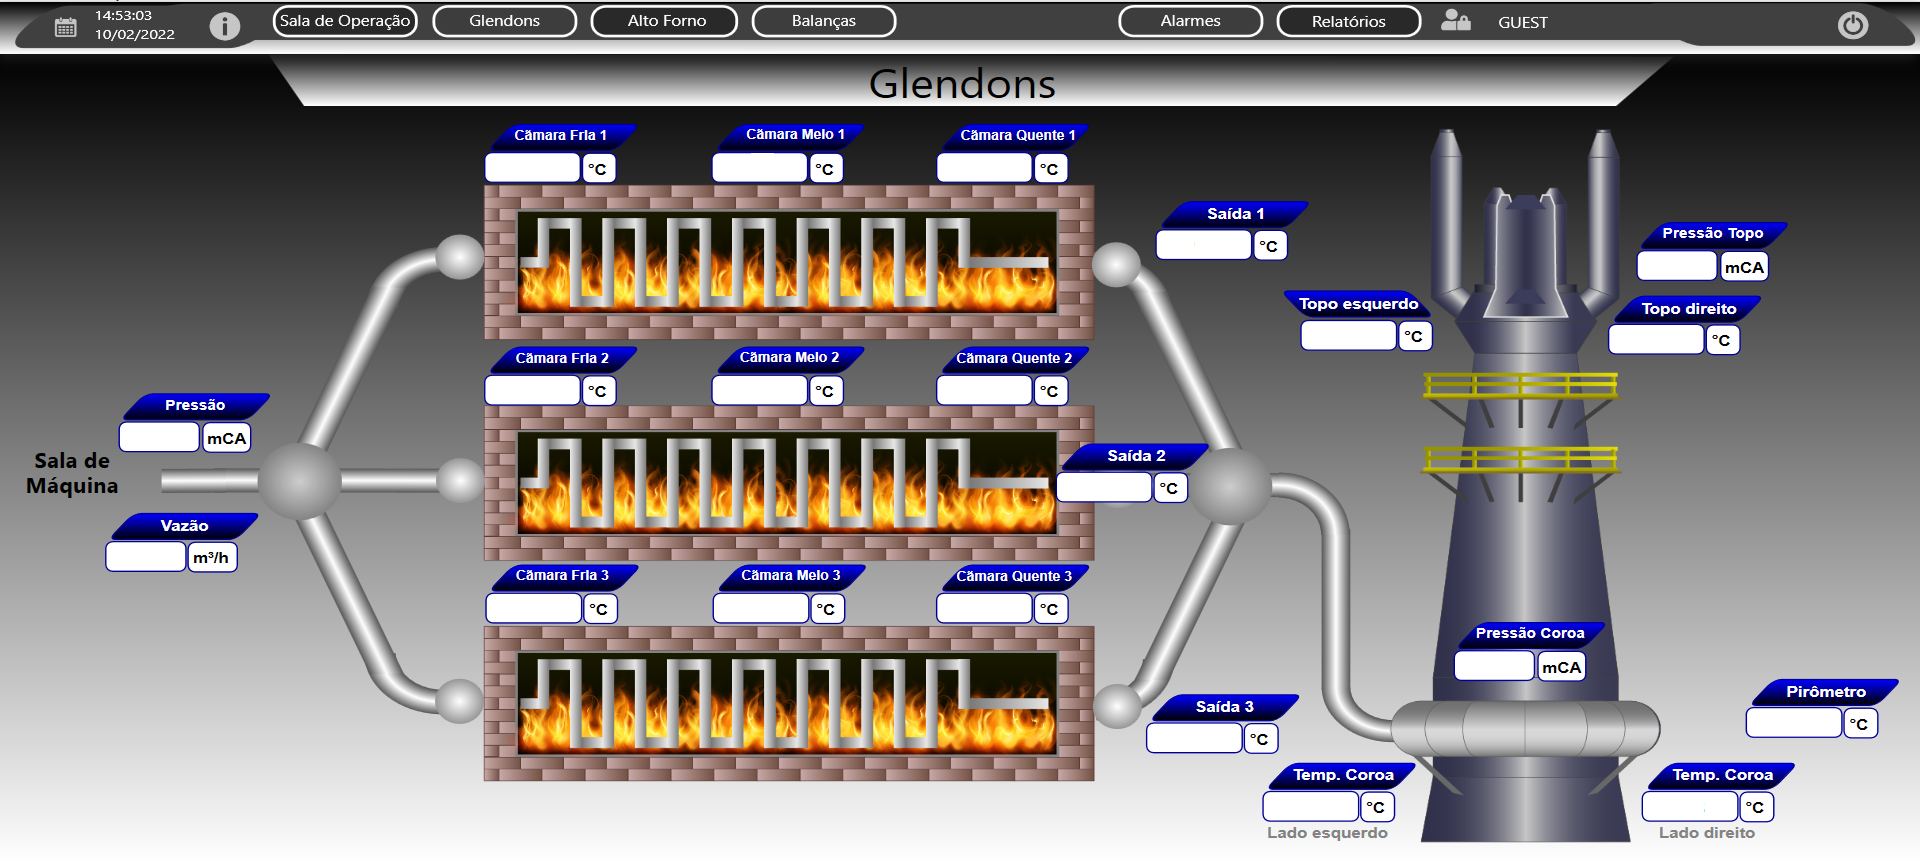 14:53:03
10/02/2022
Sala de Operação
Glendons
Alto Forno
Balanças
Alarmes
Relatórios
GUEST
Glendons
Câmara Fria 1
°C
Câmara Meio 1
°C
Câmara Quente 1
°C
Saída 1
°C
Pressão Topo
mCA
Topo esquerdo
°C
Topo direito
°C
Câmara Fria 2
°C
Câmara Meio 2
°C
Câmara Quente 2
°C
Pressão
mCA
Sala de
Máquina
Vazão
m³/h
Saída 2
°C
Câmara Fria 3
°C
Câmara Meio 3
°C
Câmara Quente 3
°C
Pressão Coroa
mCA
Saída 3
°C
Pirômetro
°C
Temp. Coroa
°C
Lado esquerdo
Temp. Coroa
°C
Lado direito